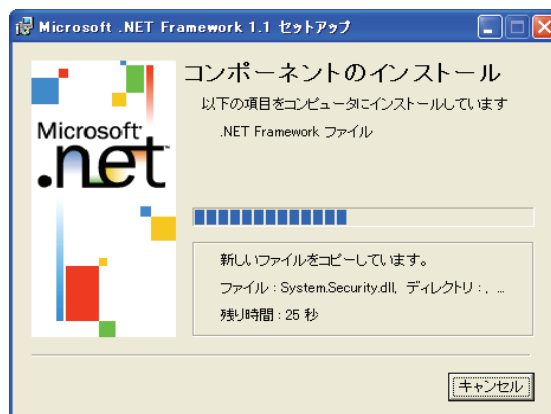 Microsoft .NET Framework 1.1 セットアップ
コンポーネントのインストール
以下の項目をコンピュータにインストールしています
.NET Framework ファイル
Microsoft
.net
新しいファイルをコピーしています。
ファイル : System.Security.dll, ディレクトリ : , ...
残り時間 : 25 秒
キャンセル